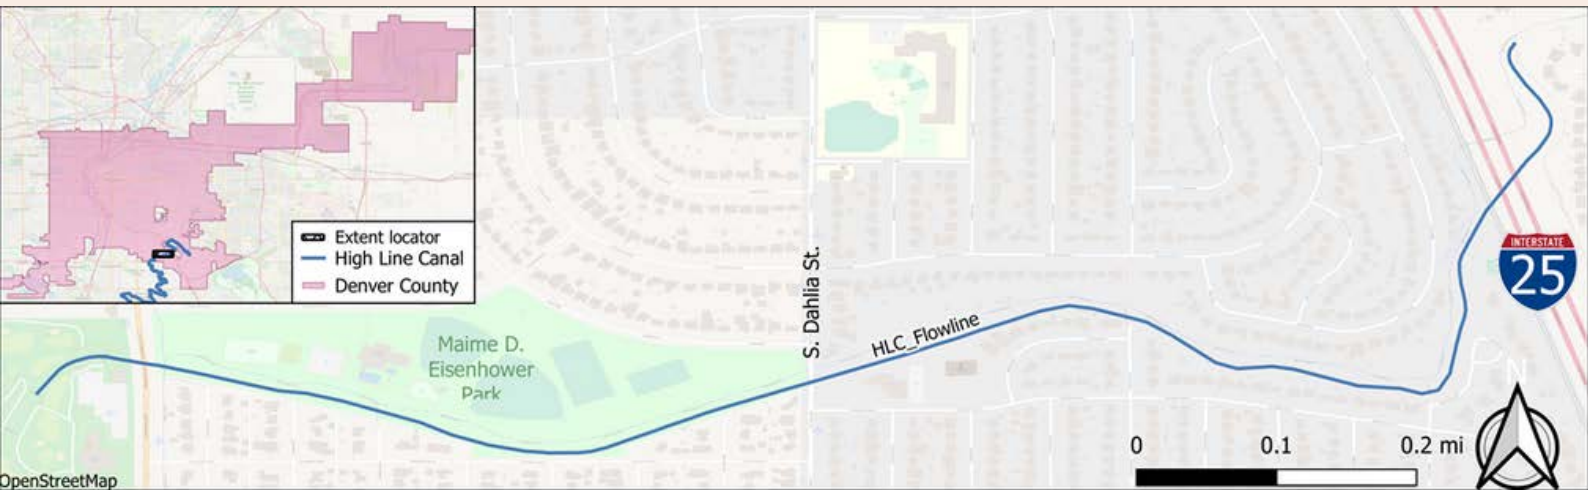 Extent locator
High Line Canal
Denver County
Maime D.
Eisenhower
Park
S. Dahlia St.
HLC_Flowline
INTERSTATE
25
N
0 0.1 0.2 mi
OpenStreetMap